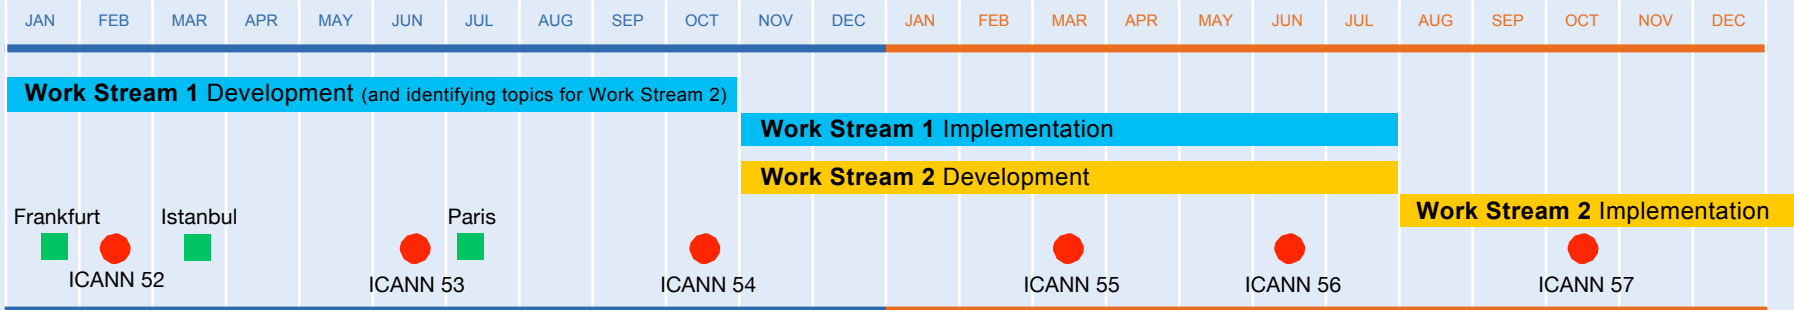 JAN FEB MAR APR MAY JUN JUL AUG SEP OCT NOV DEC JAN FEB MAR APR MAY JUN JUL AUG SEP OCT NOV DEC
Work Stream 1 Development (and identifying topics for Work Stream 2)
Work Stream 1 Implementation
Work Stream 2 Development
Work Stream 2 Implementation
Frankfurt Istanbul Paris
ICANN 52 ICANN 53 ICANN 54 ICANN 55 ICANN 56 ICANN 57